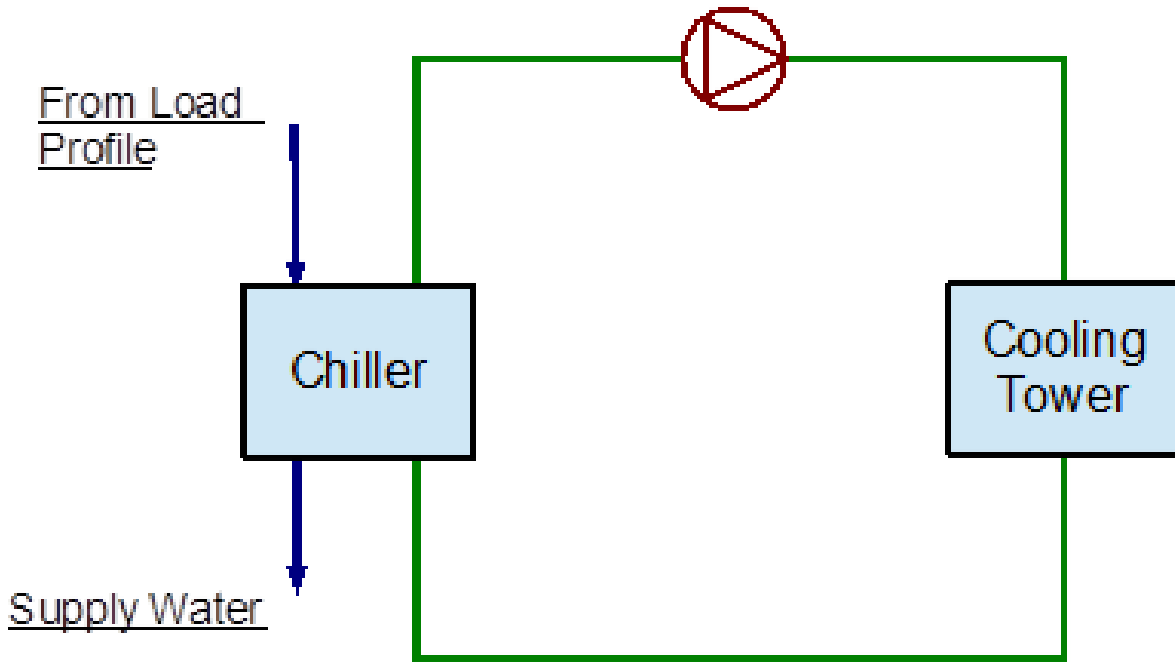 From Load
Profile
Chiller
Cooling
Tower
Supply Water